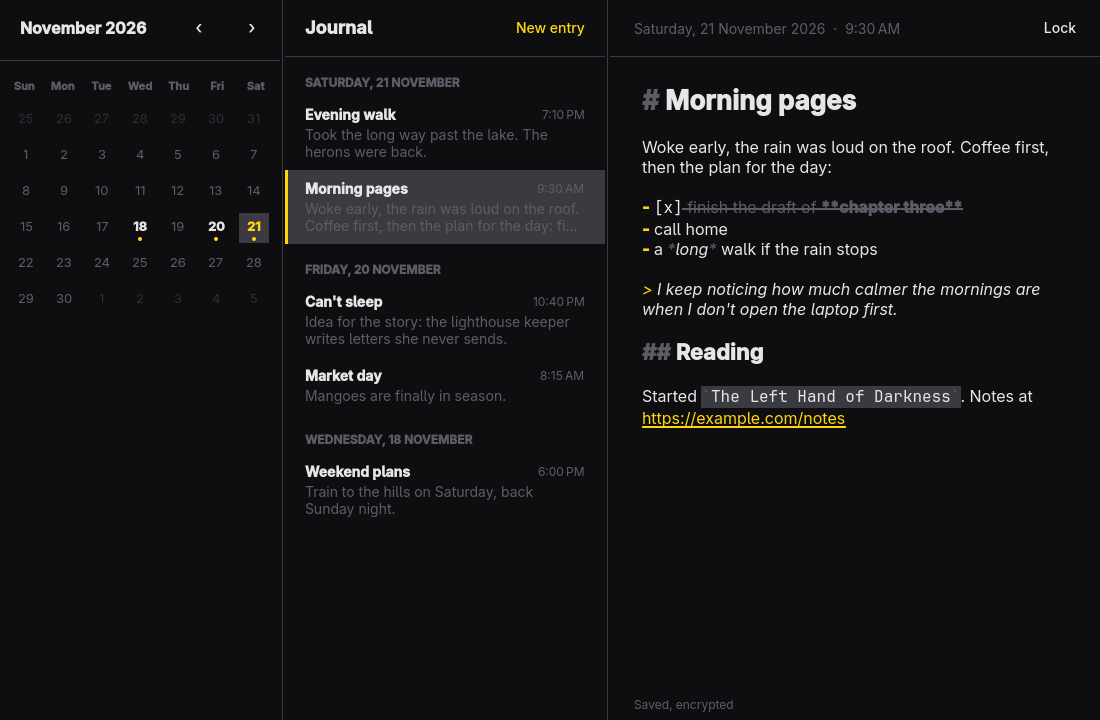 November 2026 ‹ ›
Sun Mon Tue Wed Thu Fri Sat
25 26 27 28 29 30 31
1 2 3 4 5 6 7
8 9 10 11 12 13 14
15 16 17 18 19 20 21
22 23 24 25 26 27 28
29 30 1 2 3 4 5
Journal New entry
SATURDAY, 21 NOVEMBER
Evening walk 7:10 PM
Took the long way past the lake. The
herons were back.
Morning pages 9:30 AM
Woke early, the rain was loud on the roof.
Coffee first, then the plan for the day: fi…
FRIDAY, 20 NOVEMBER
Can't sleep 10:40 PM
Idea for the story: the lighthouse keeper
writes letters she never sends.
Market day 8:15 AM
Mangoes are finally in season.
WEDNESDAY, 18 NOVEMBER
Weekend plans 6:00 PM
Train to the hills on Saturday, back
Sunday night.
Saturday, 21 November 2026 · 9:30 AM Lock
# Morning pages
Woke early, the rain was loud on the roof. Coffee first,
then the plan for the day:
- [x] finish the draft of **chapter three**
- call home
- a *long* walk if the rain stops
> I keep noticing how much calmer the mornings are
when I don't open the laptop first.
## Reading
Started `The Left Hand of Darkness`. Notes at
https://example.com/notes
Saved, encrypted